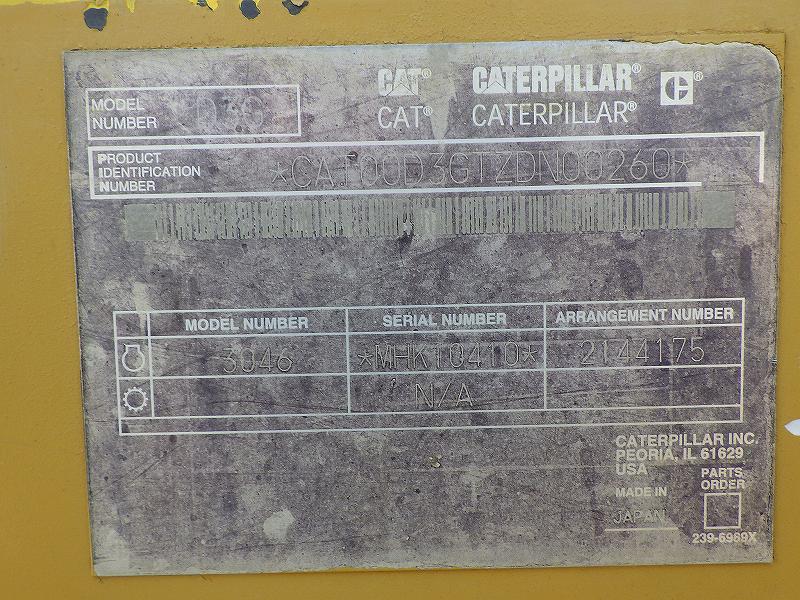 CAT® CATERPILLAR® ®
CAT® CATERPILLAR®
MODEL
NUMBER D3G
PRODUCT
IDENTIFICATION
NUMBER *CAT00D3GTZDN00260*
MODEL NUMBER SERIAL NUMBER ARRANGEMENT NUMBER
3046 *MHK10410* 2144175
N/A
CATERPILLAR INC.
PEORIA, IL 61629
USA
PARTS
ORDER
MADE IN
JAPAN
239-6989X